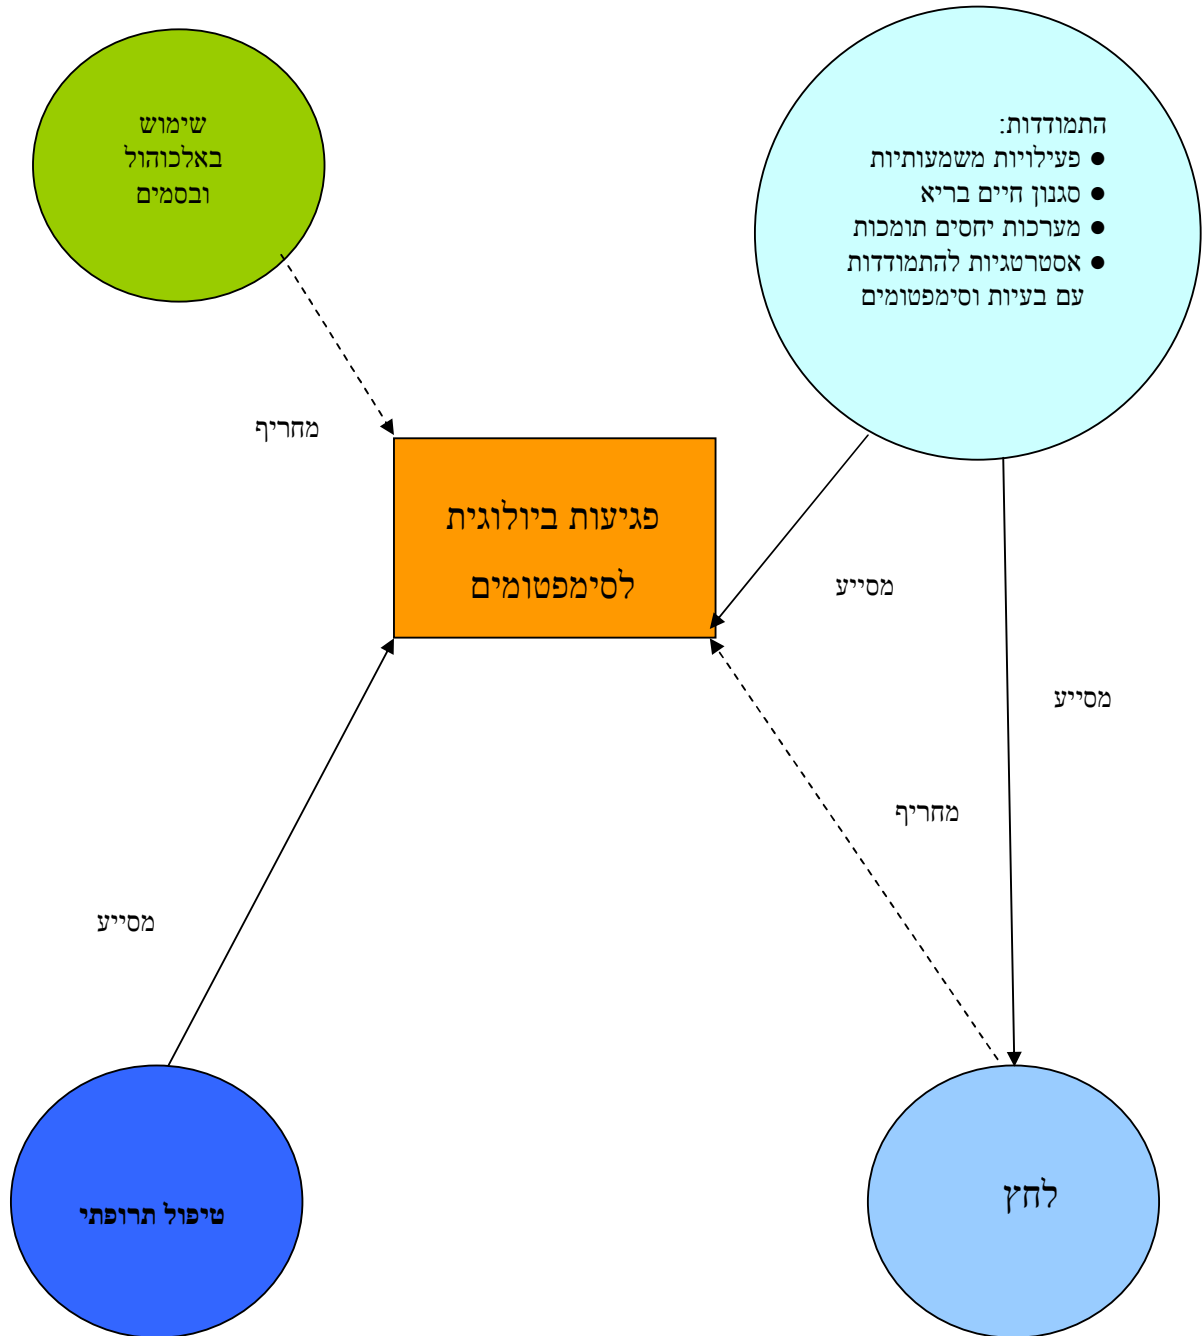 התמודדות:
● פעילויות משמעותיות
● סגנון חיים בריא
● מערכות יחסים תומכות
● אסטרטגיות להתמודדות
עם בעיות וסימפטומים
שימוש
באלכוהול
ובסמים
מחריף
פגיעות ביולוגית
לסימפטומים
מסייע
מסייע
מחריף
מסייע
לחץ
טיפול תרופתי